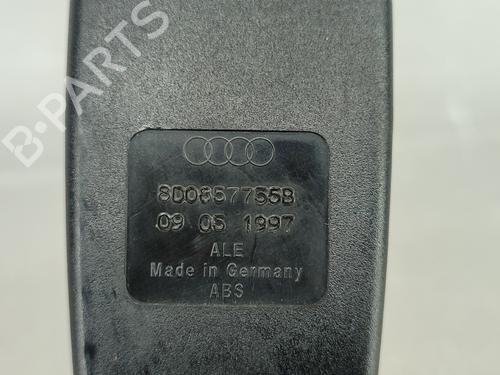 B-PARTS
8D0857755B
09 05 1997
ALE
Made in Germany
ABS